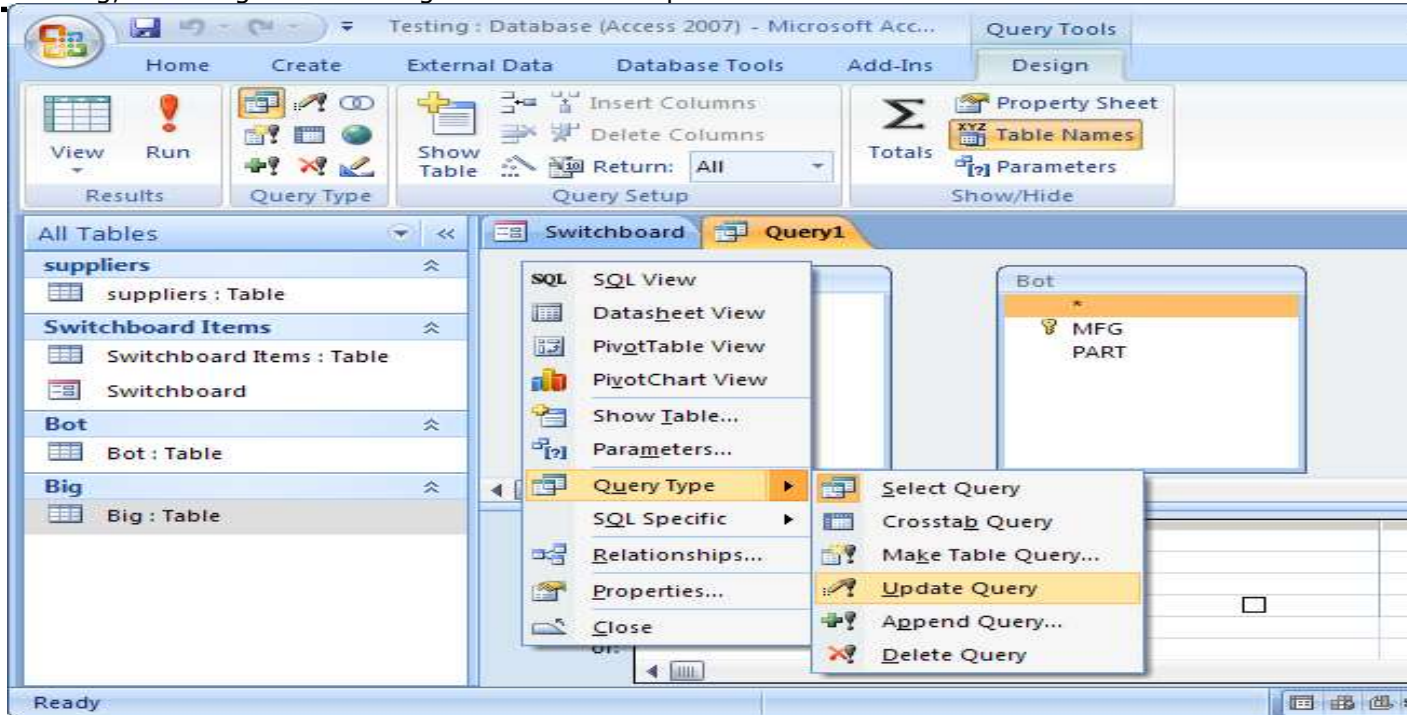 Testing : Database (Access 2007) - Microsoft Acc... Query Tools
Home Create External Data Database Tools Add-Ins Design
Insert Columns Property Sheet
Delete Columns Table Names
View Run Show Table Return: All Totals Parameters
Results Query Type Query Setup Show/Hide
All Tables
Switchboard Query1
suppliers
suppliers : Table
Switchboard Items
Switchboard Items : Table
Switchboard
Bot
Bot : Table
Big
Big : Table
SQL SQL View
Datasheet View
PivotTable View
PivotChart View
Show Table...
Parameters...
Query Type
SQL Specific
Relationships...
Properties...
Close
or:
Select Query
Crosstab Query
Make Table Query...
Update Query
Append Query...
Delete Query
Bot
*
MFG
PART
Ready